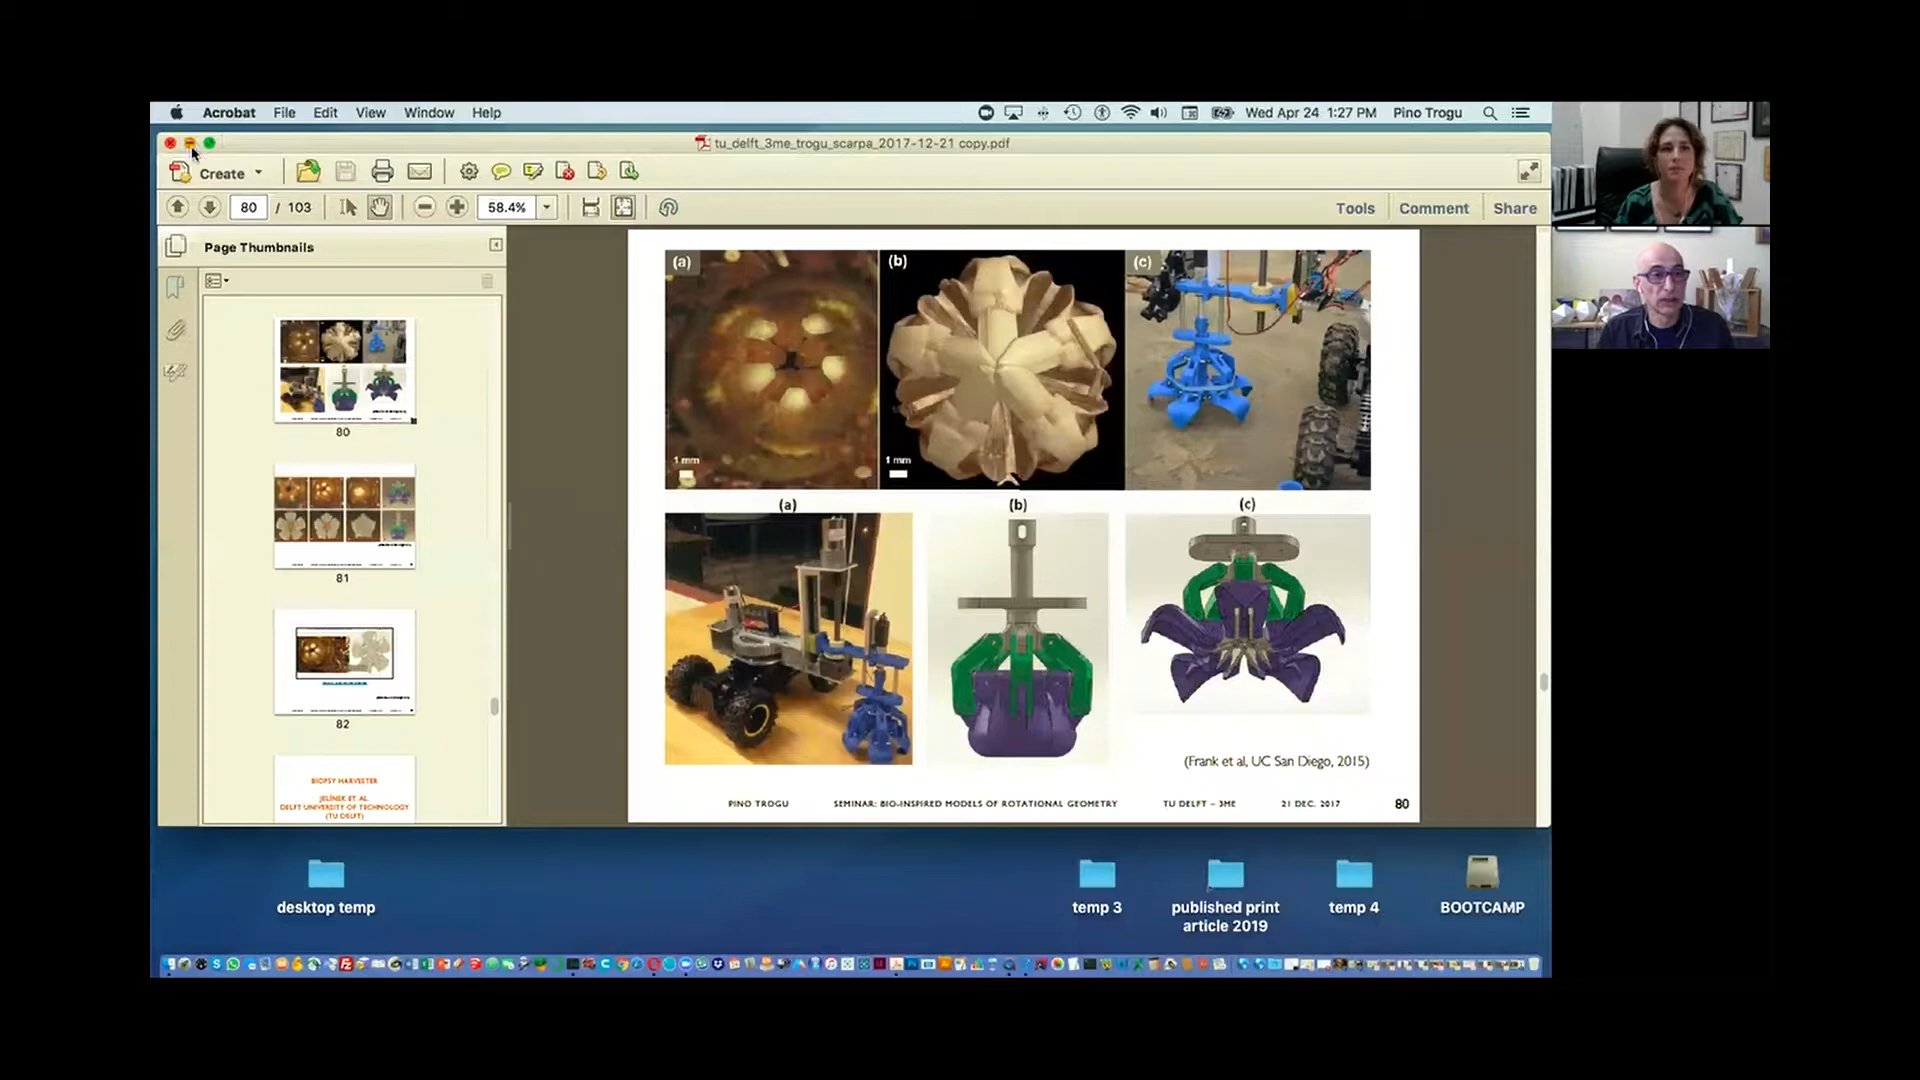 Acrobat File Edit View Window Help
Wed Apr 24 1:27 PM Pino Trogu
tu_delft_3me_trogu_scarpa_2017-12-21 copy.pdf
Create
80 / 103
58.4%
Tools Comment Share
Page Thumbnails
80
81
82
BIOPSY HARVESTER
JELÍNEK ET AL.
DELFT UNIVERSITY OF TECHNOLOGY
(TU DELFT)
(a) (b) (c)
1 mm 1 mm
(a) (b) (c)
(Frank et al, UC San Diego, 2015)
PINO TROGU SEMINAR: BIO-INSPIRED MODELS OF ROTATIONAL GEOMETRY TU DELFT – 3ME 21 DEC. 2017 80
desktop temp
temp 3
published print
article 2019
temp 4
BOOTCAMP